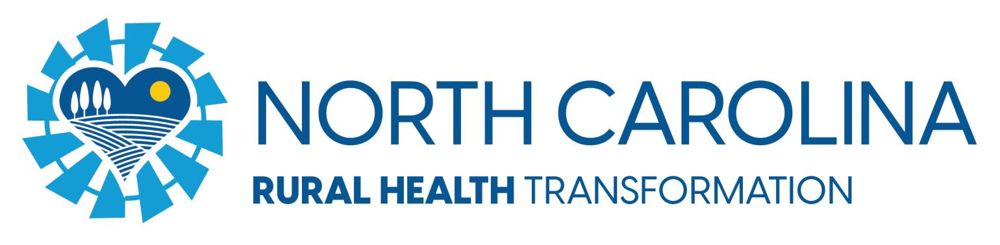 NORTH CAROLINA
RURAL HEALTH TRANSFORMATION